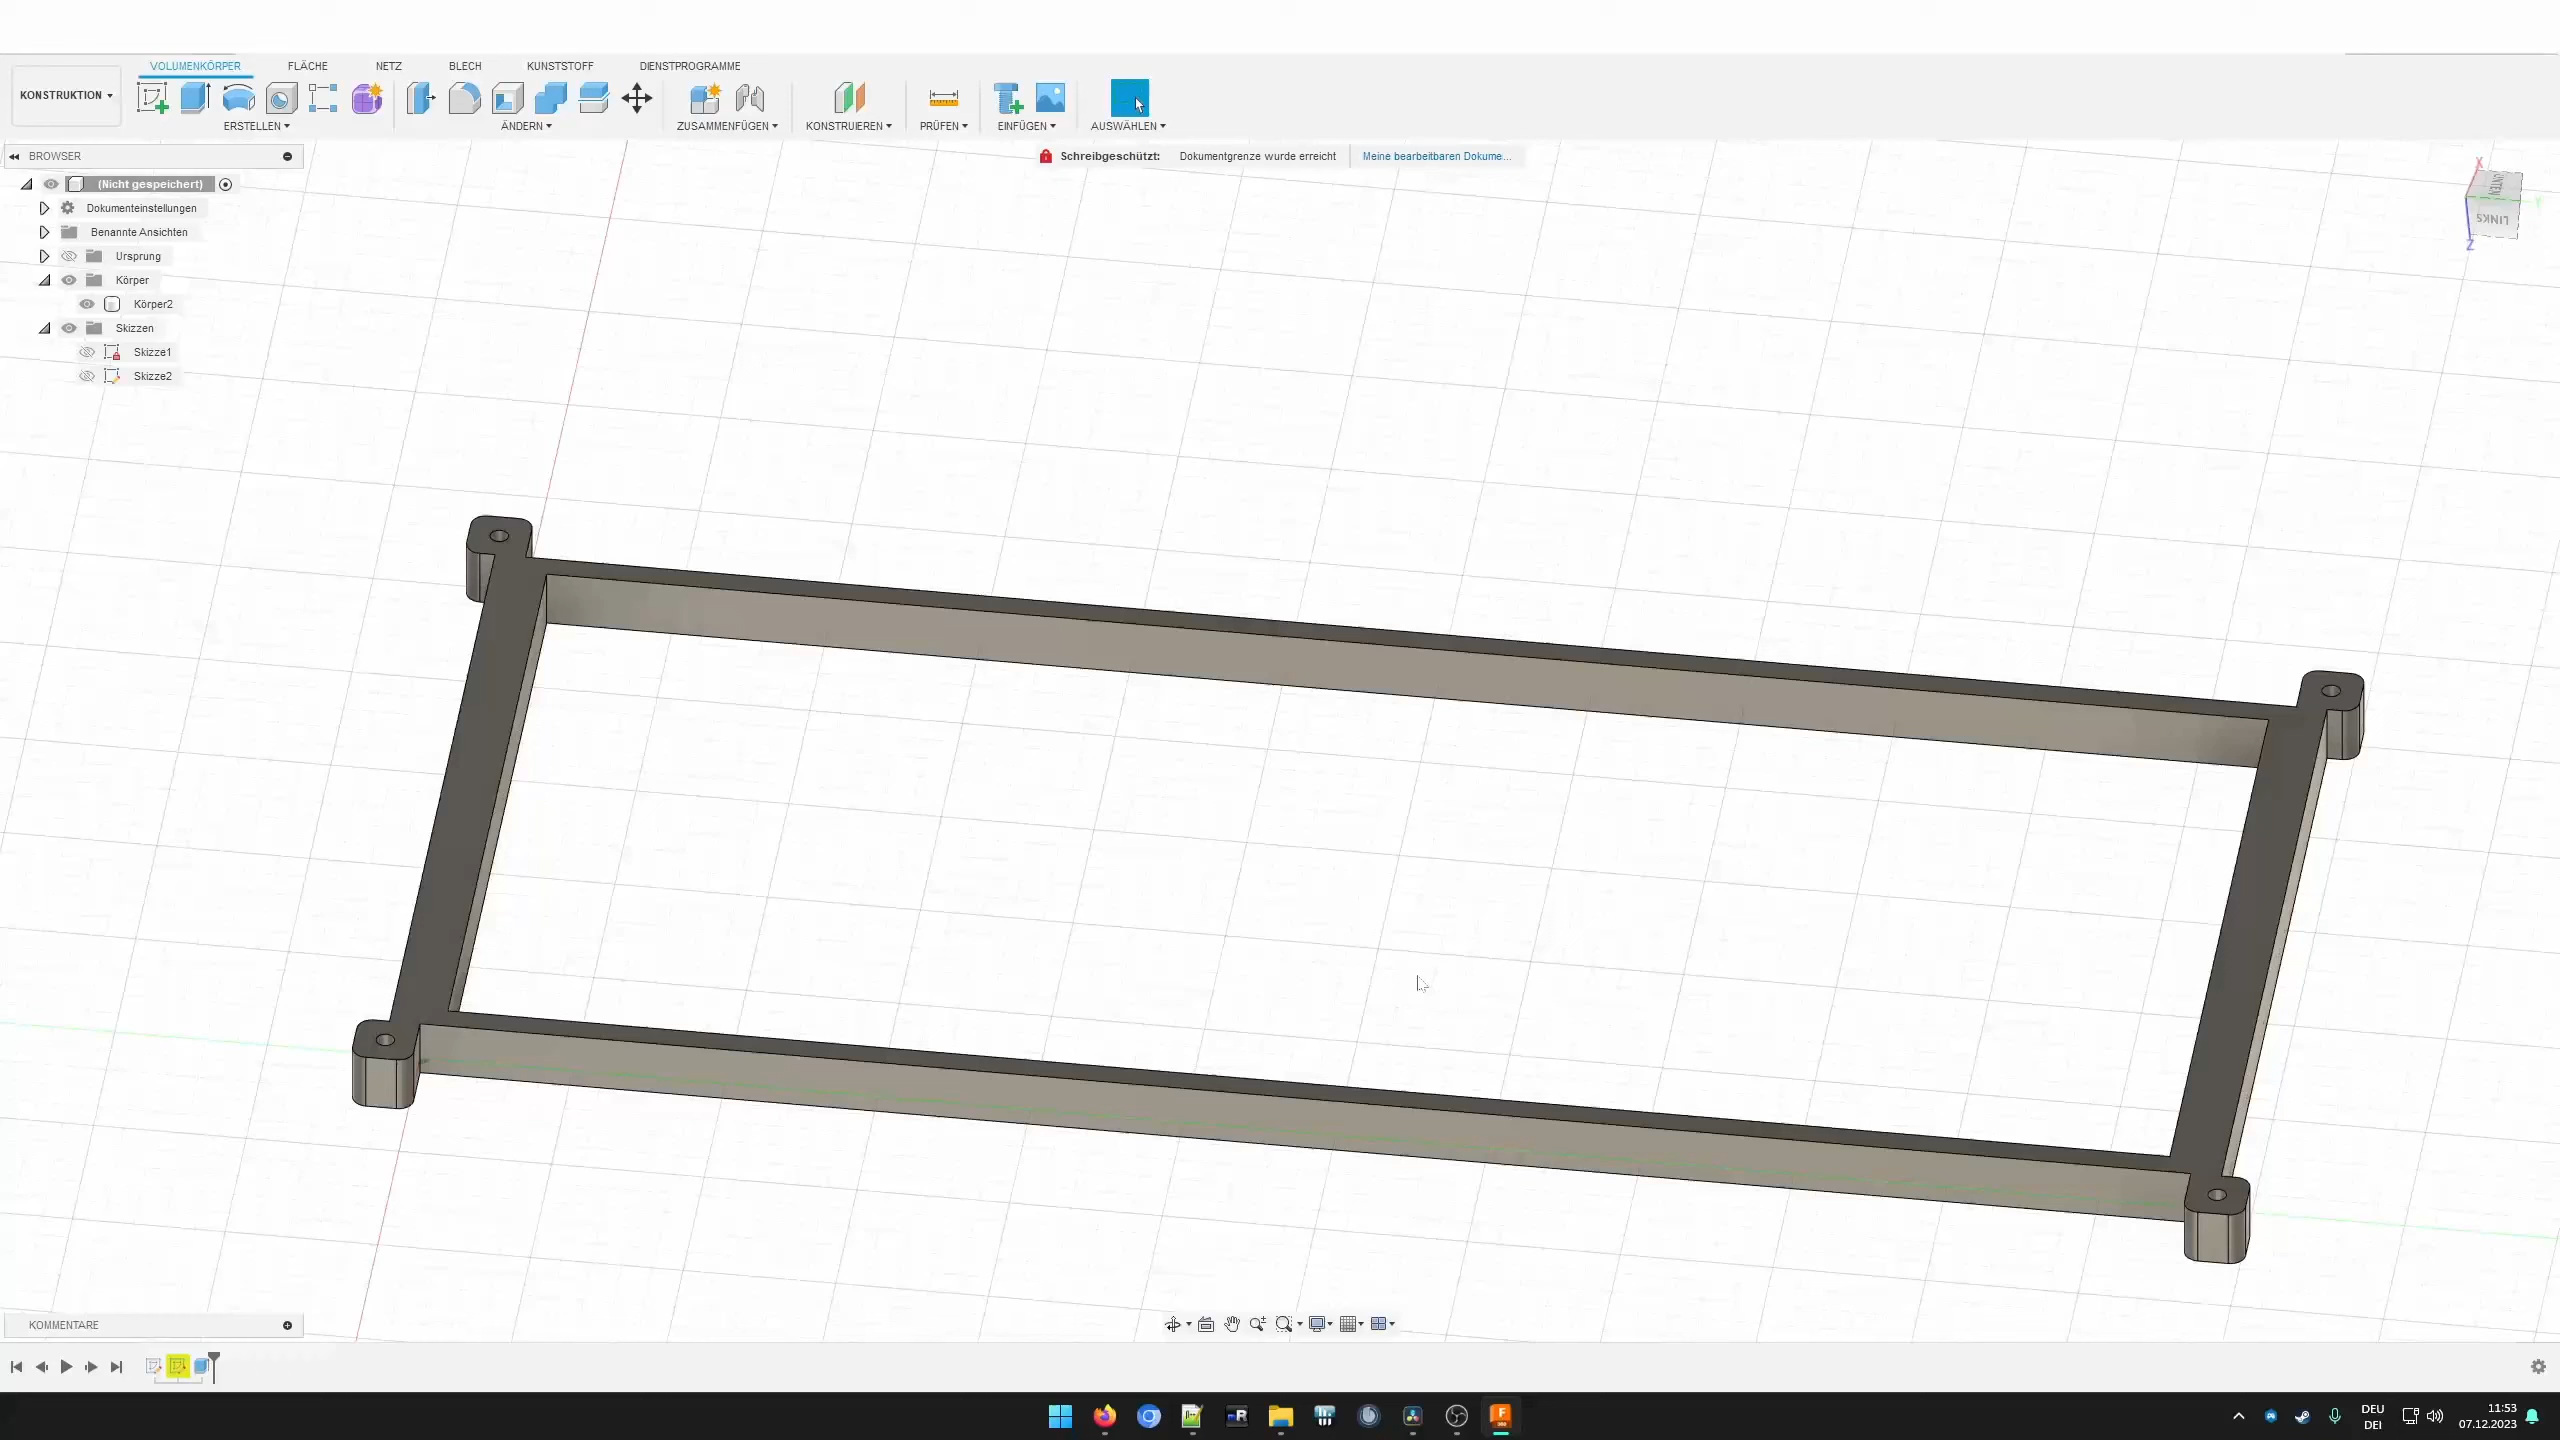 VOLUMENKÖRPER FLÄCHE NETZ BLECH KUNSTSTOFF DIENSTPROGRAMME
KONSTRUKTION
ERSTELLEN ÄNDERN ZUSAMMENFÜGEN KONSTRUIEREN PRÜFEN EINFÜGEN AUSWÄHLEN
BROWSER
Schreibgeschützt: Dokumentgrenze wurde erreicht Meine bearbeitbaren Dokume...
(Nicht gespeichert)
Dokumenteinstellungen
Benannte Ansichten
Ursprung
Körper
Körper2
Skizzen
Skizze1
Skizze2
X
UNTEN
Y
LINKS
Z
KOMMENTARE
DEU
DEI
11:53
07.12.2023